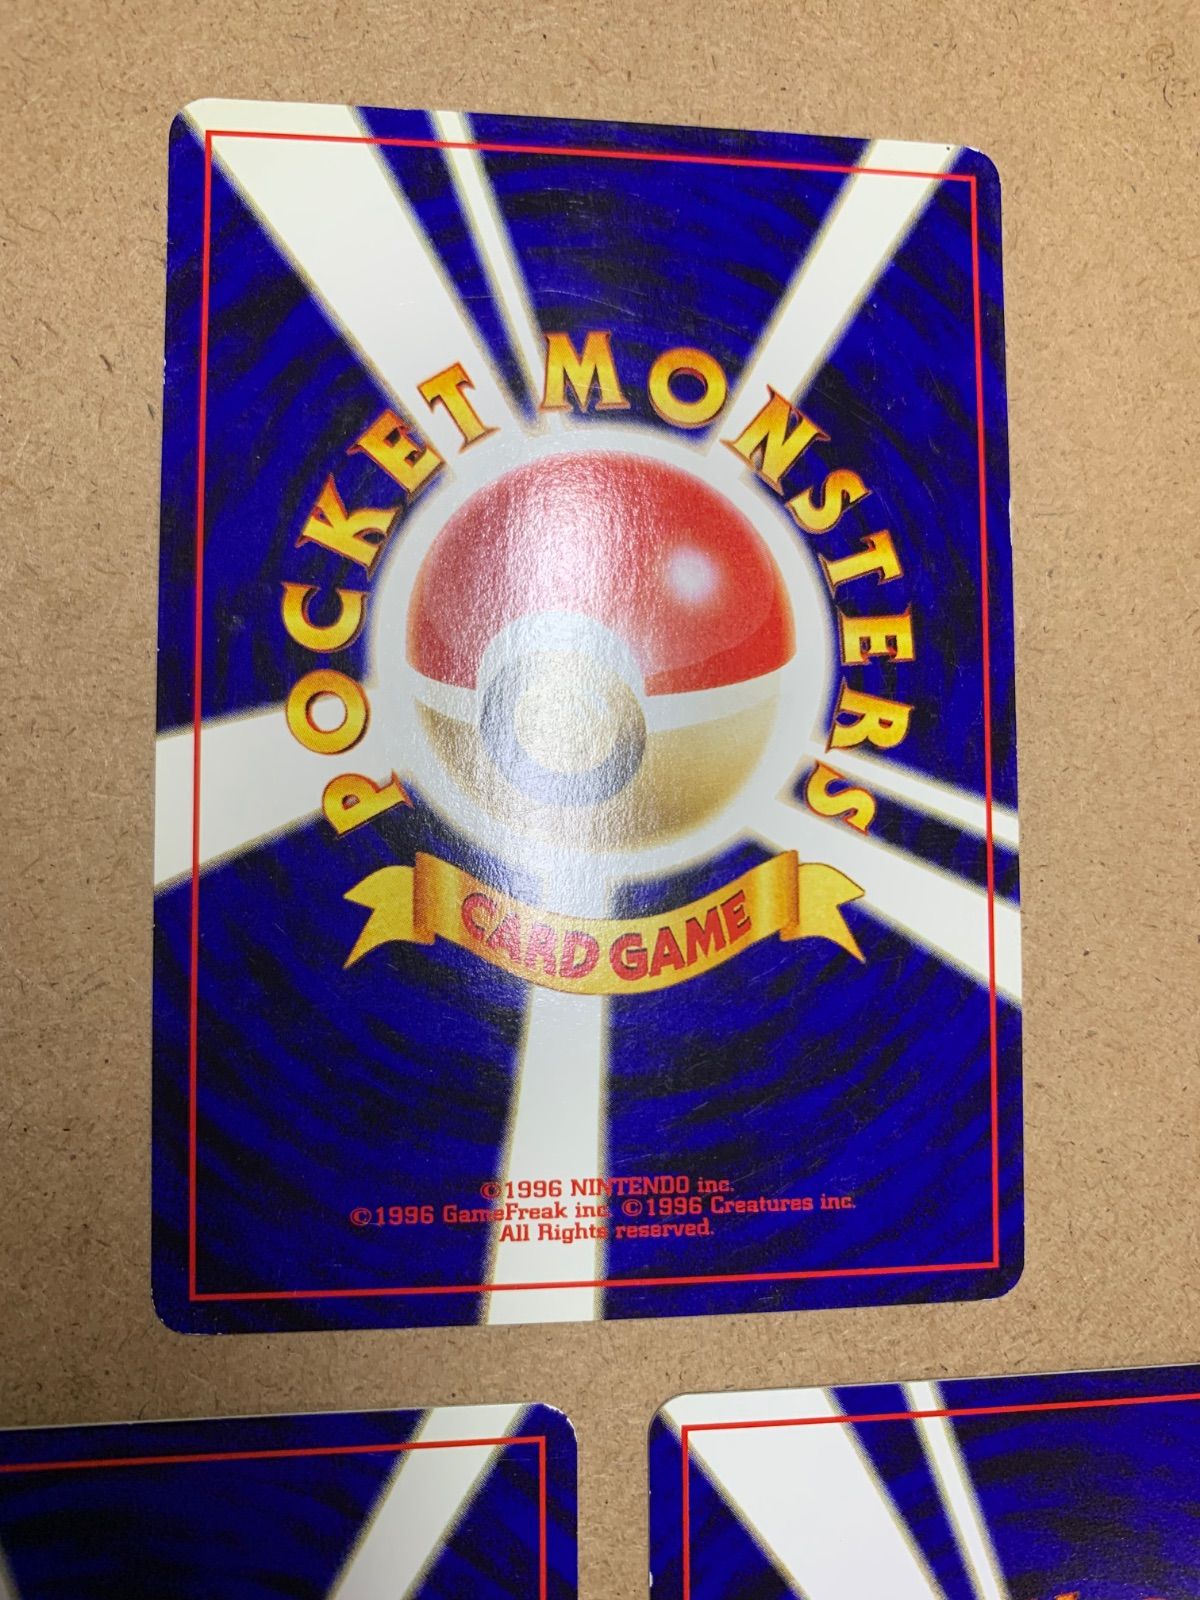 POCKET MONSTERS
CARD GAME
©1996 NINTENDO inc.
©1996 GameFreak inc. ©1996 Creatures inc.
All Rights reserved.